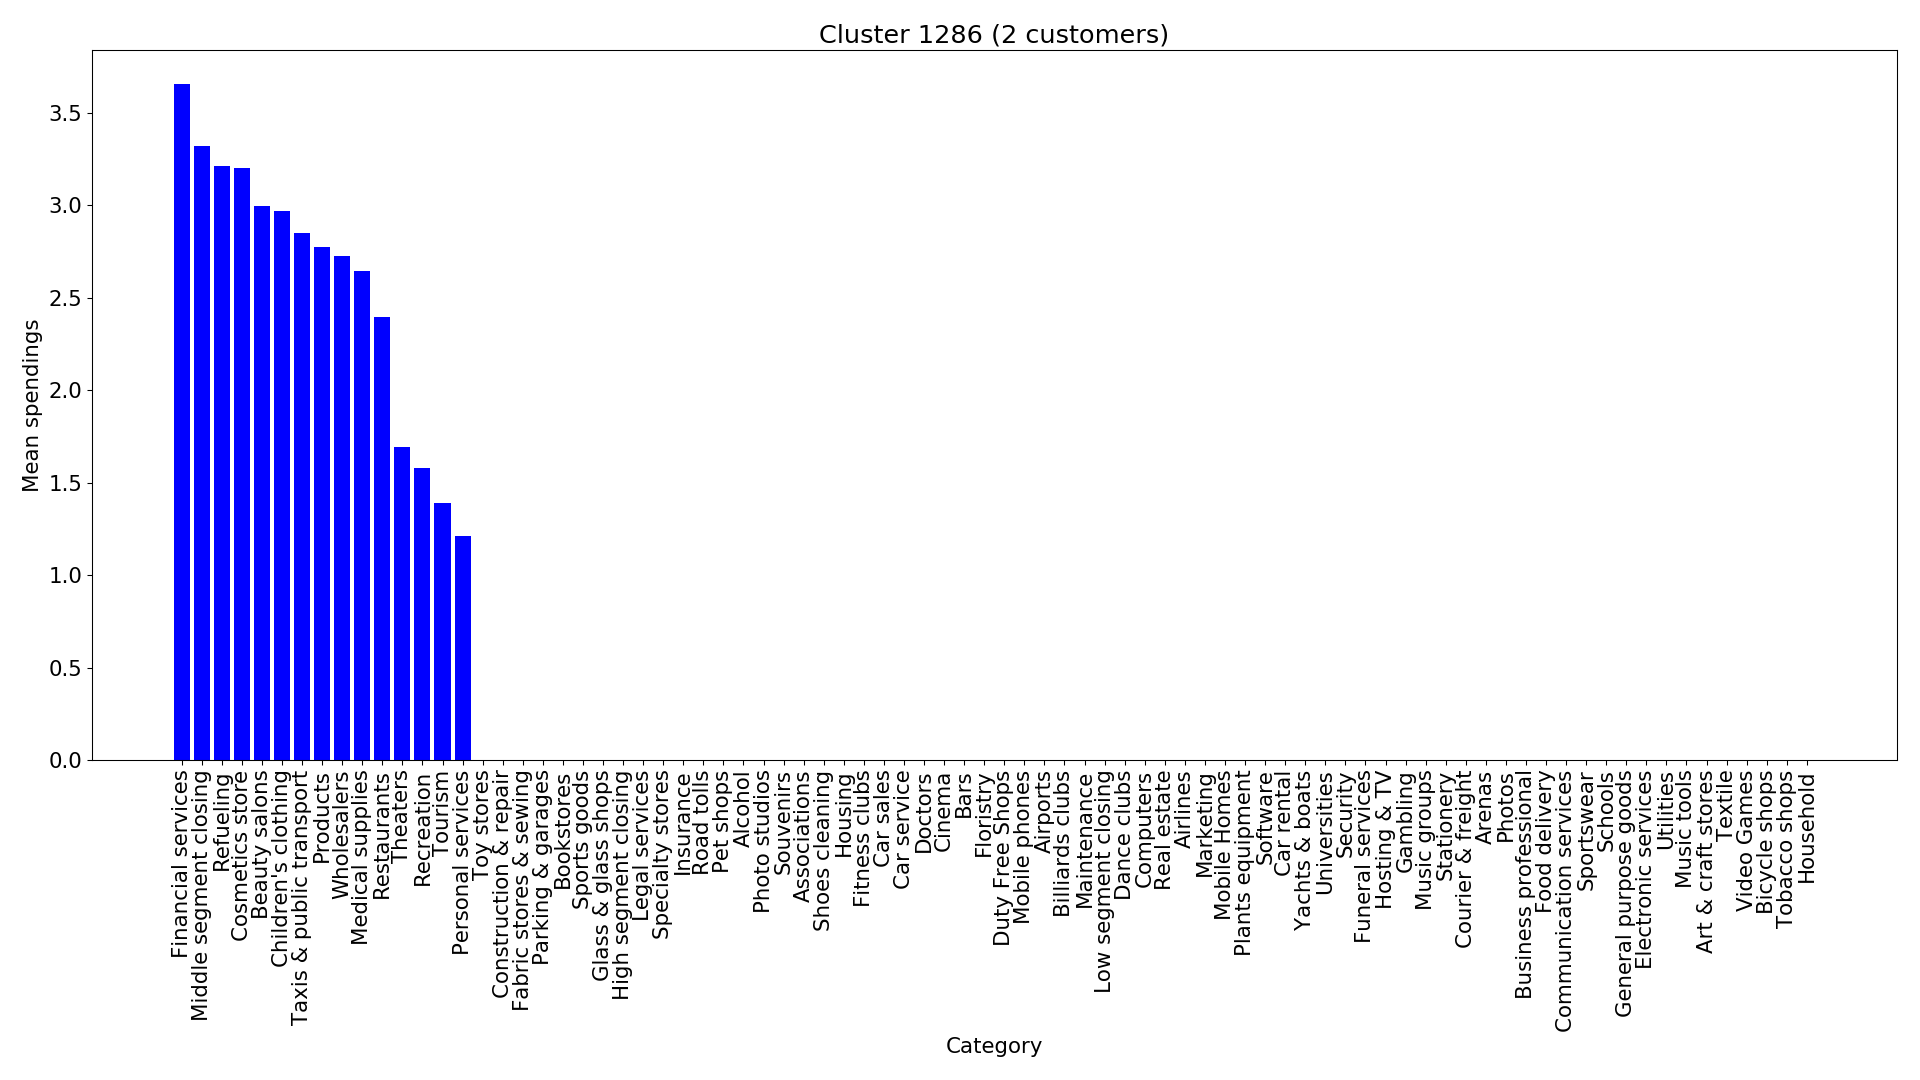 Cluster 1286 (2 customers)
Mean spendings
3.5
3.0
2.5
2.0
1.5
1.0
0.5
0.0
Financial services
Middle segment closing
Refueling
Cosmetics store
Beauty salons
Children's clothing
Taxis & public transport
Products
Wholesalers
Medical supplies
Restaurants
Theaters
Recreation
Tourism
Personal services
Toy stores
Construction & repair
Fabric stores & sewing
Parking & garages
Bookstores
Sports goods
Glass & glass shops
High segment closing
Legal services
Specialty stores
Insurance
Road tolls
Pet shops
Alcohol
Photo studios
Souvenirs
Associations
Shoes cleaning
Housing
Fitness clubs
Car sales
Car service
Doctors
Cinema
Bars
Floristry
Duty Free Shops
Mobile phones
Airports
Billiards clubs
Maintenance
Low segment closing
Dance clubs
Computers
Real estate
Airlines
Marketing
Mobile Homes
Plants equipment
Software
Car rental
Yachts & boats
Universities
Security
Funeral services
Hosting & TV
Gambling
Music groups
Stationery
Courier & freight
Arenas
Photos
Business professional
Food delivery
Communication services
Sportswear
Schools
General purpose goods
Electronic services
Utilities
Music tools
Art & craft stores
Textile
Video Games
Bicycle shops
Tobacco shops
Household
Category